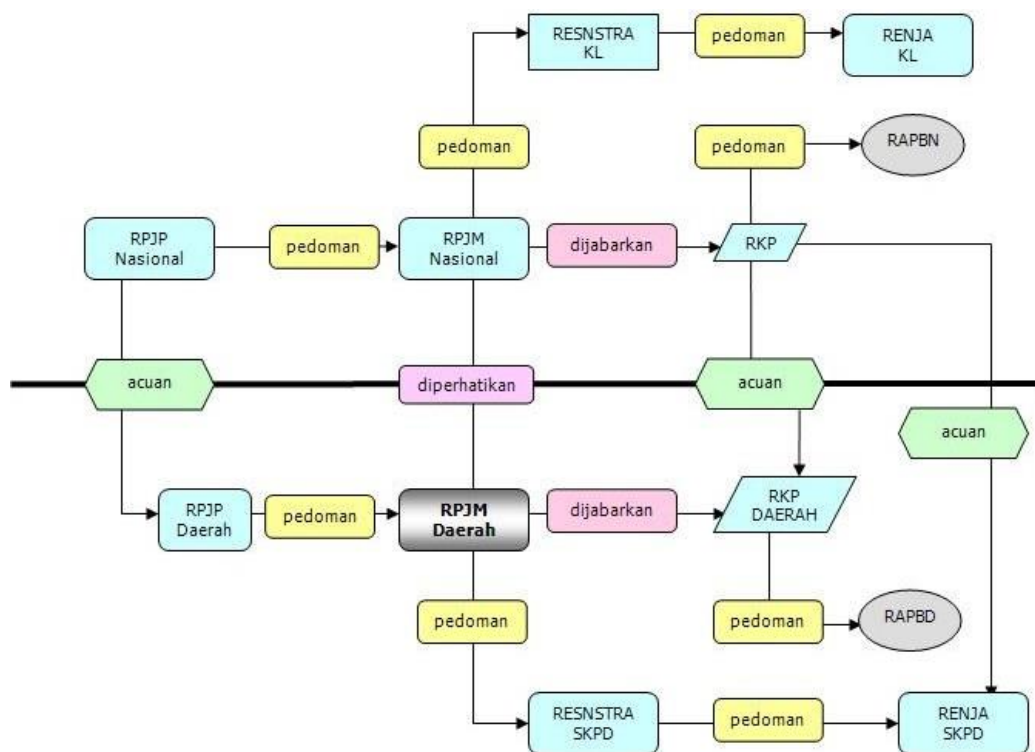 RESNSTRA
KL
pedoman
RENJA
KL
pedoman
pedoman
RAPBN
RPJP
Nasional
pedoman
RPJM
Nasional
dijabarkan
RKP
acuan
diperhatikan
acuan
acuan
RPJP
Daerah
pedoman
RPJM
Daerah
dijabarkan
RKP
DAERAH
pedoman
pedoman
RAPBD
RESNSTRA
SKPD
pedoman
RENJA
SKPD